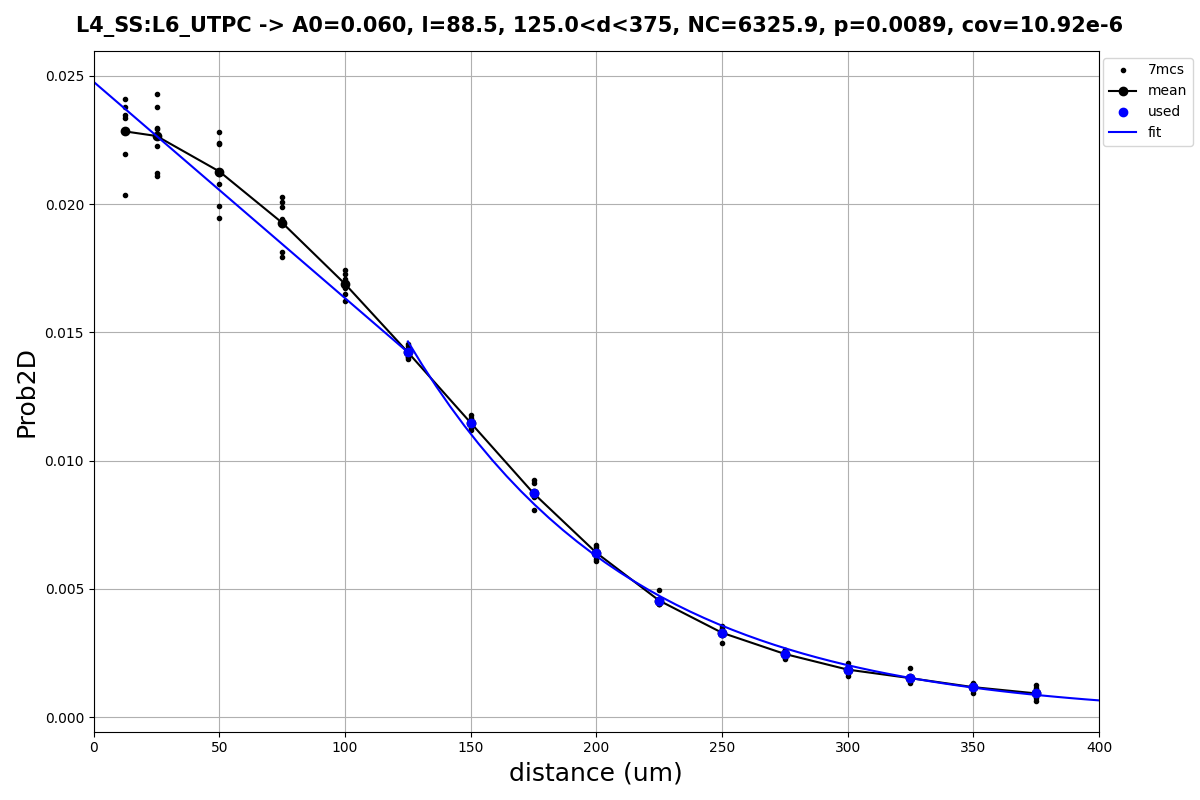 L4_SS:L6_UTPC -> A0=0.060, l=88.5, 125.0<d<375, NC=6325.9, p=0.0089, cov=10.92e-6
7mcs
mean
used
fit
0.025
0.020
0.015
0.010
0.005
0.000
Prob2D
0 50 100 150 200 250 300 350 400
distance (um)